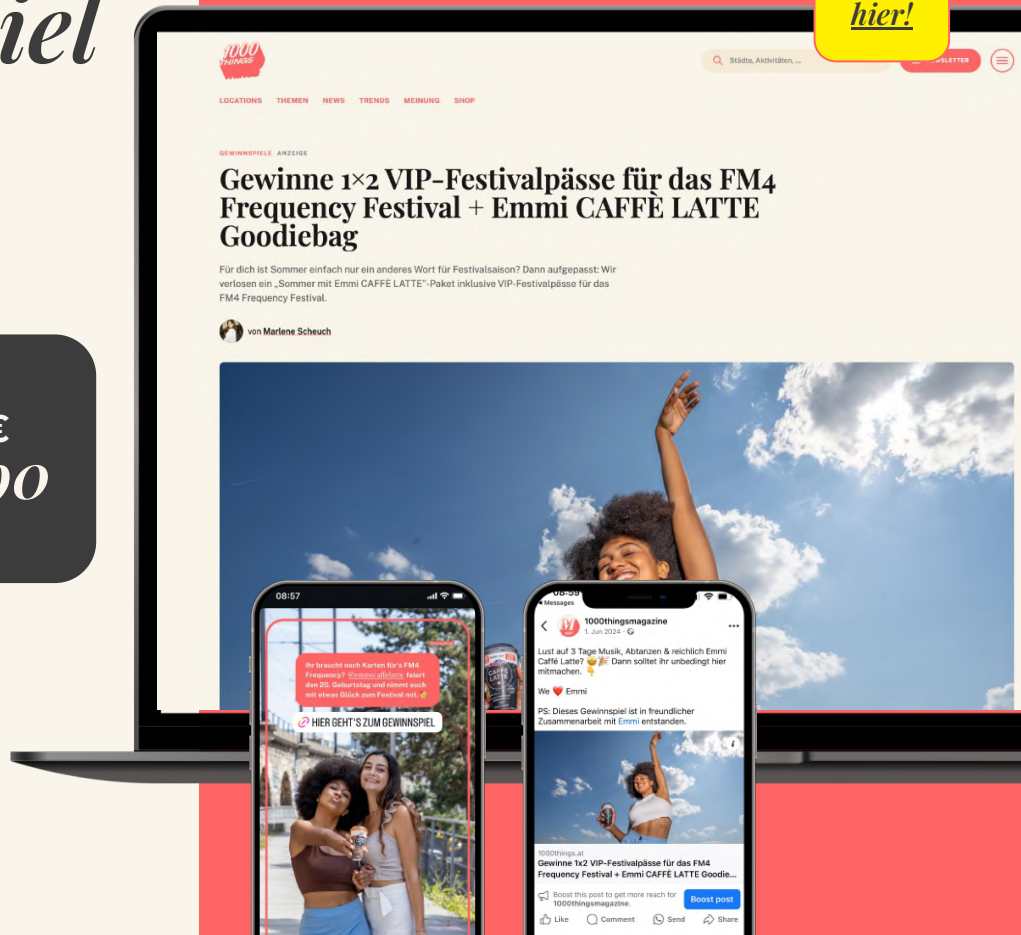 iel
hier!
1000
THINGS
Städte, Aktivitäten, ...
LOCATIONS THEMEN NEWS TRENDS MEINUNG SHOP
GEWINNSPIELE ANZEIGE
Gewinne 1×2 VIP-Festivalpässe für das FM4
Frequency Festival + Emmi CAFFÈ LATTE
Goodiebag
Für dich ist Sommer einfach nur ein anderes Wort für Festivalsaison? Dann aufgepasst: Wir
verlosen ein „Sommer mit Emmi CAFFÈ LATTE"-Paket inklusive VIP-Festivalpässe für das
FM4 Frequency Festival.
von Marlene Scheuch
€
00
08:57
Ihr braucht noch Karten für's FM4
Frequency? @emmicaffelatte feiert
den 20. Geburtstag und nimmt euch
mit etwas Glück zum Festival mit.
HIER GEHT'S ZUM GEWINNSPIEL
CAFFÈ
LATTE
08:59
Messages
1000thingsmagazine
1. Jun 2024 ·
Lust auf 3 Tage Musik, Abtanzen & reichlich Emmi
Caffé Latte? 🤩🎉 Dann solltet ihr unbedingt hier
mitmachen. 👇
We ❤️ Emmi
PS: Dieses Gewinnspiel ist in freundlicher
Zusammenarbeit mit Emmi entstanden.
1000things.at
Gewinne 1x2 VIP-Festivalpässe für das FM4
Frequency Festival + Emmi CAFFÈ LATTE Goodie...
Boost this post to get more reach for
1000thingsmagazine.
Boost post
Like Comment Send Share